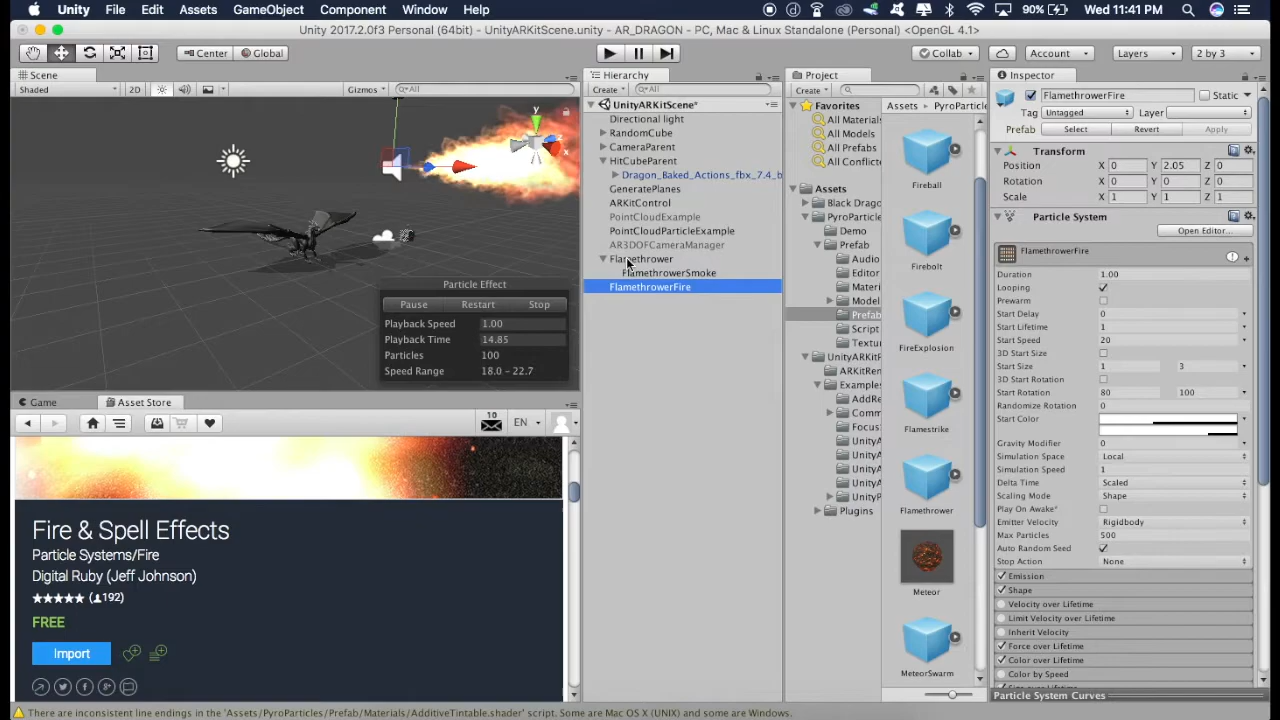 Unity File Edit Assets GameObject Component Window Help 90% Wed 11:41 PM
Unity 2017.2.0f3 Personal (64bit) - UnityARKitScene.unity - AR_DRAGON - PC, Mac & Linux Standalone (Personal) <OpenGL 4.1>
Center Global Collab Account Layers 2 by 3
Scene
Shaded 2D Gizmos All
y
x
Particle Effect
Pause Restart Stop
Playback Speed 1.00
Playback Time 14.85
Particles 100
Speed Range 18.0 - 22.7
Game Asset Store
10 EN
Fire & Spell Effects
Particle Systems/Fire
Digital Ruby (Jeff Johnson)
★★★★★ (192)
FREE
Import
Hierarchy
Create All
UnityARKitScene*
Directional light
RandomCube
CameraParent
HitCubeParent
Dragon_Baked_Actions_fbx_7.4_b
GeneratePlanes
ARKitControl
PointCloudExample
PointCloudParticleExample
AR3DOFCameraManager
Flamethrower
FlamethrowerSmoke
FlamethrowerFire
Project
Create
Favorites
All Material
All Models
All Prefabs
All Conflict
Assets
Black Drago
PyroParticle
Demo
Prefab
Audio
Editor
Materi
Model
Prefab
Script
Textur
UnityARKitP
ARKitRen
Examples
AddRe
Comm
Focus
UnityA
UnityA
UnityA
UnityP
Plugins
Assets PyroParticle
Fireball
Firebolt
FireExplosion
Flamestrike
Flamethrower
Meteor
MeteorSwarm
Inspector
FlamethrowerFire Static
Tag Untagged Layer
Prefab Select Revert Apply
Transform
Position X 0 Y 2.05 Z 0
Rotation X 0 Y 0 Z 0
Scale X 1 Y 1 Z 1
Particle System
Open Editor...
FlamethrowerFire
Duration 1.00
Looping
Prewarm
Start Delay 0
Start Lifetime 1
Start Speed 20
3D Start Size
Start Size 1 3
3D Start Rotation
Start Rotation 80 100
Randomize Rotation 0
Start Color
Gravity Modifier 0
Simulation Space Local
Simulation Speed 1
Delta Time Scaled
Scaling Mode Shape
Play On Awake*
Emitter Velocity Rigidbody
Max Particles 500
Auto Random Seed
Stop Action None
Emission
Shape
Velocity over Lifetime
Limit Velocity over Lifetime
Inherit Velocity
Force over Lifetime
Color over Lifetime
Color by Speed
Particle System Curves
There are inconsistent line endings in the 'Assets/PyroParticles/Prefab/Materials/AdditiveTintable.shader' script. Some are Mac OS X (UNIX) and some are Windows.